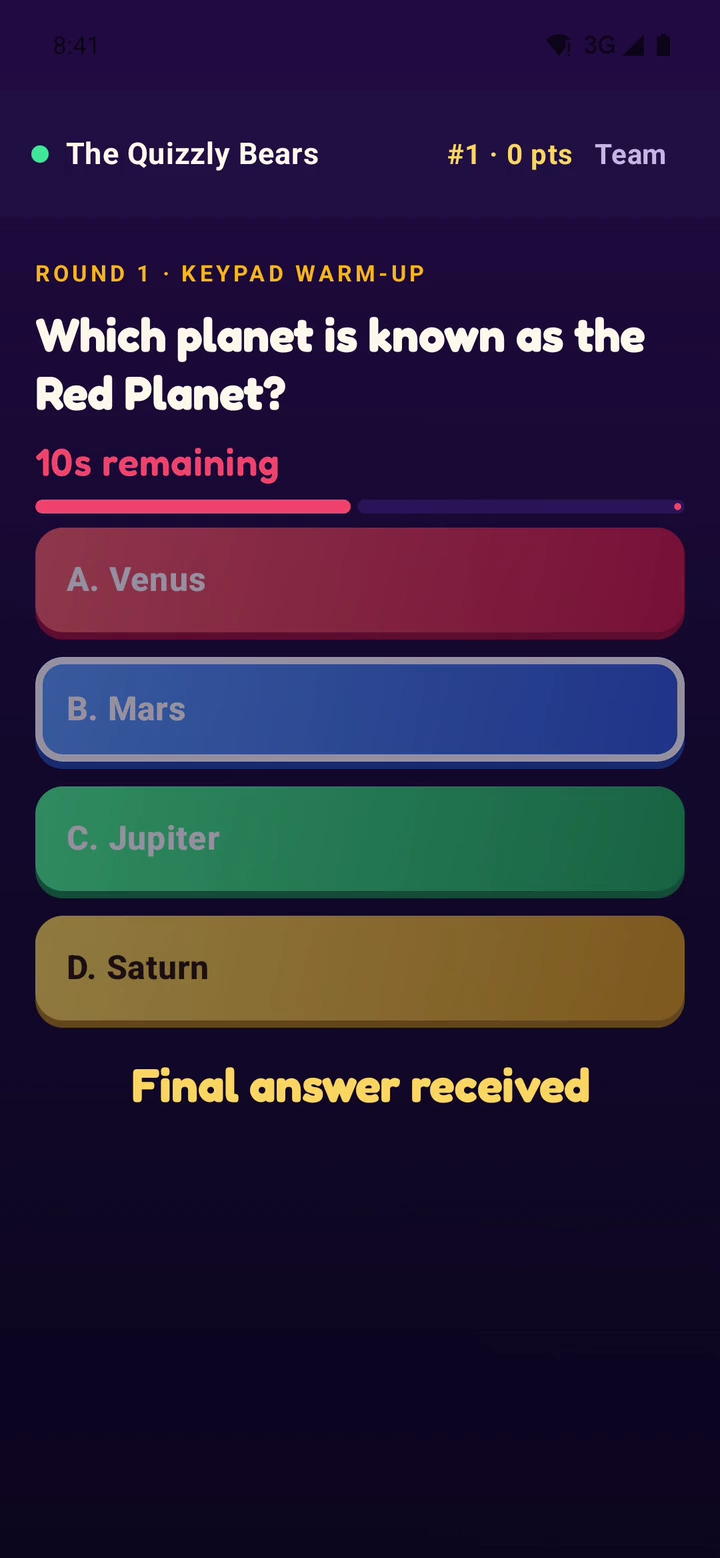 8:41 3G
The Quizzly Bears #1 · 0 pts Team
ROUND 1 · KEYPAD WARM-UP
Which planet is known as the
Red Planet?
10s remaining
A. Venus
B. Mars
C. Jupiter
D. Saturn
Final answer received